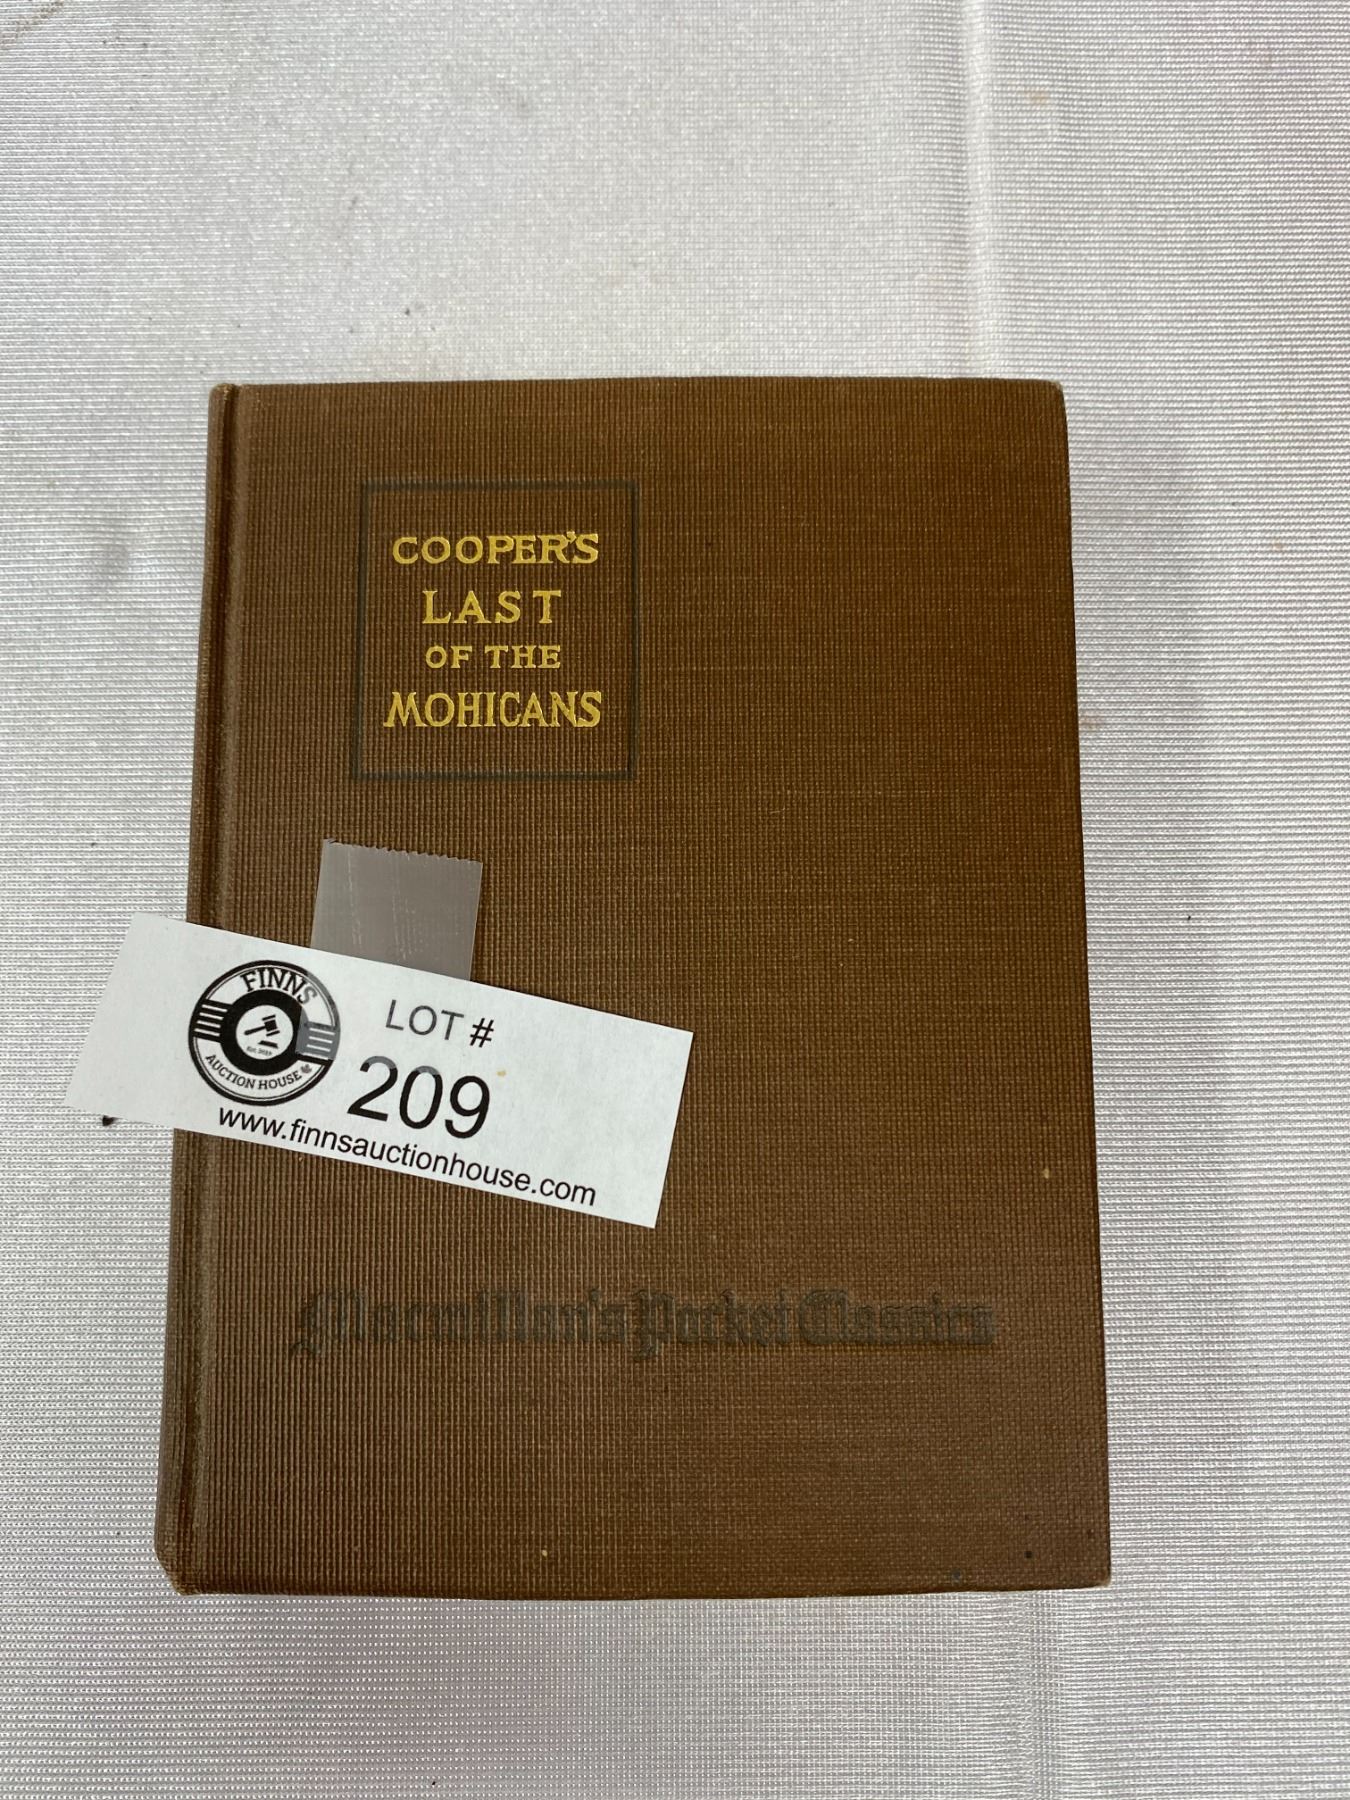 COOPER'S
LAST
OF THE
MOHICANS
FINNS
AUCTION HOUSE
LOT #
209
www.finnsauctionhouse.com
Macmillan's Pocket Classics